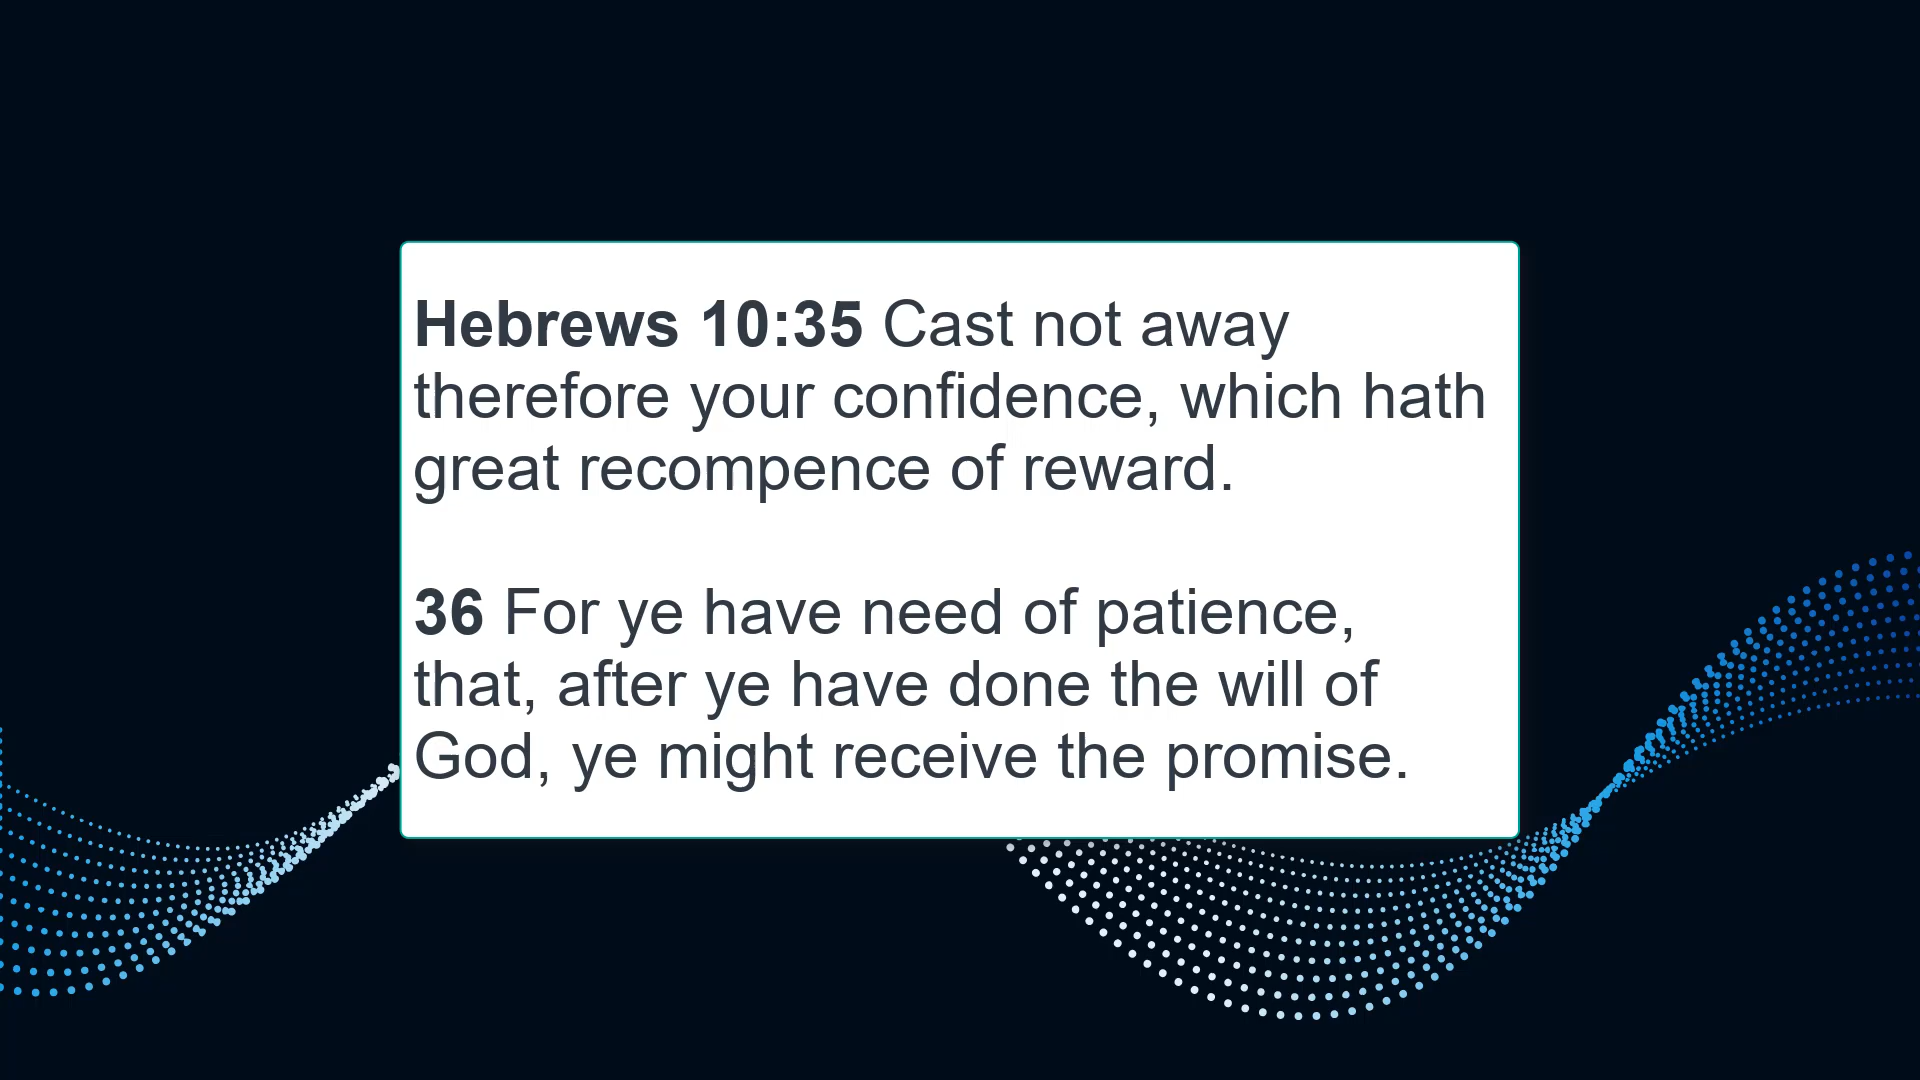 Hebrews 10:35 Cast not away
therefore your confidence, which hath
great recompence of reward.
36 For ye have need of patience,
that, after ye have done the will of
God, ye might receive the promise.